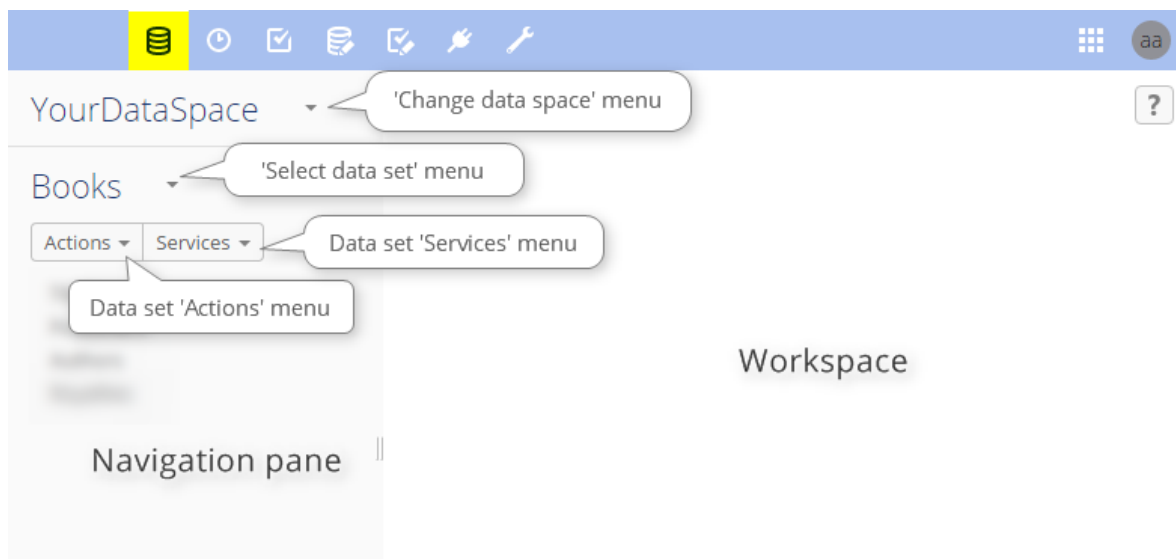 aa
YourDataSpace
'Change data space' menu
?
Books
'Select data set' menu
Actions
Services
Data set 'Services' menu
Data set 'Actions' menu
Workspace
Navigation pane